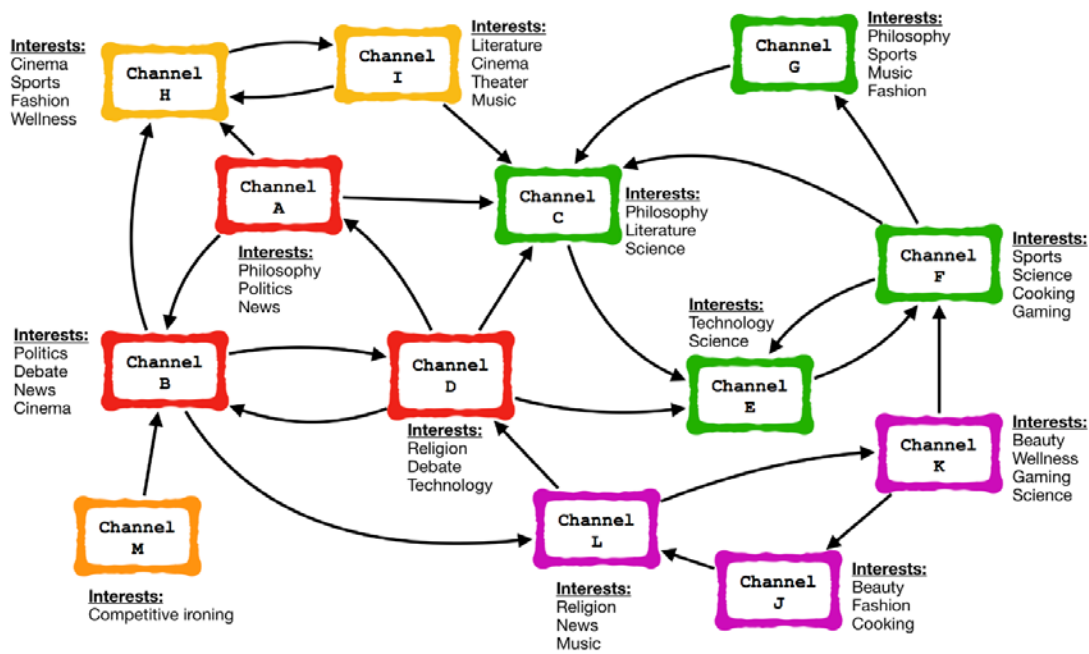 Interests:
Cinema
Sports
Fashion
Wellness
Channel
H
Channel
I
Interests:
Literature
Cinema
Theater
Music
Channel
G
Interests:
Philosophy
Sports
Music
Fashion
Channel
A
Interests:
Philosophy
Politics
News
Channel
C
Interests:
Philosophy
Literature
Science
Channel
F
Interests:
Sports
Science
Cooking
Gaming
Interests:
Politics
Debate
News
Cinema
Channel
B
Channel
D
Interests:
Religion
Debate
Technology
Interests:
Technology
Science
Channel
E
Channel
K
Interests:
Beauty
Wellness
Gaming
Science
Channel
M
Interests:
Competitive ironing
Channel
L
Interests:
Religion
News
Music
Channel
J
Interests:
Beauty
Fashion
Cooking